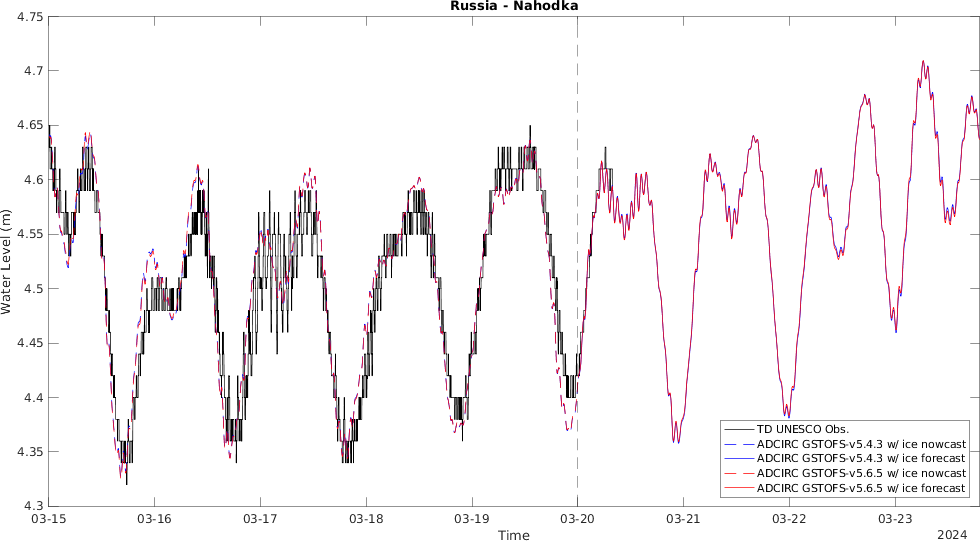 Russia - Nahodka
4.75
4.7
4.65
4.6
4.55
4.5
4.45
4.4
4.35
4.3
Water Level (m)
TD UNESCO Obs.
ADCIRC GSTOFS-v5.4.3 w/ ice nowcast
ADCIRC GSTOFS-v5.4.3 w/ ice forecast
ADCIRC GSTOFS-v5.6.5 w/ ice nowcast
ADCIRC GSTOFS-v5.6.5 w/ ice forecast
03-15 03-16 03-17 03-18 03-19 03-20 03-21 03-22 03-23
Time
2024